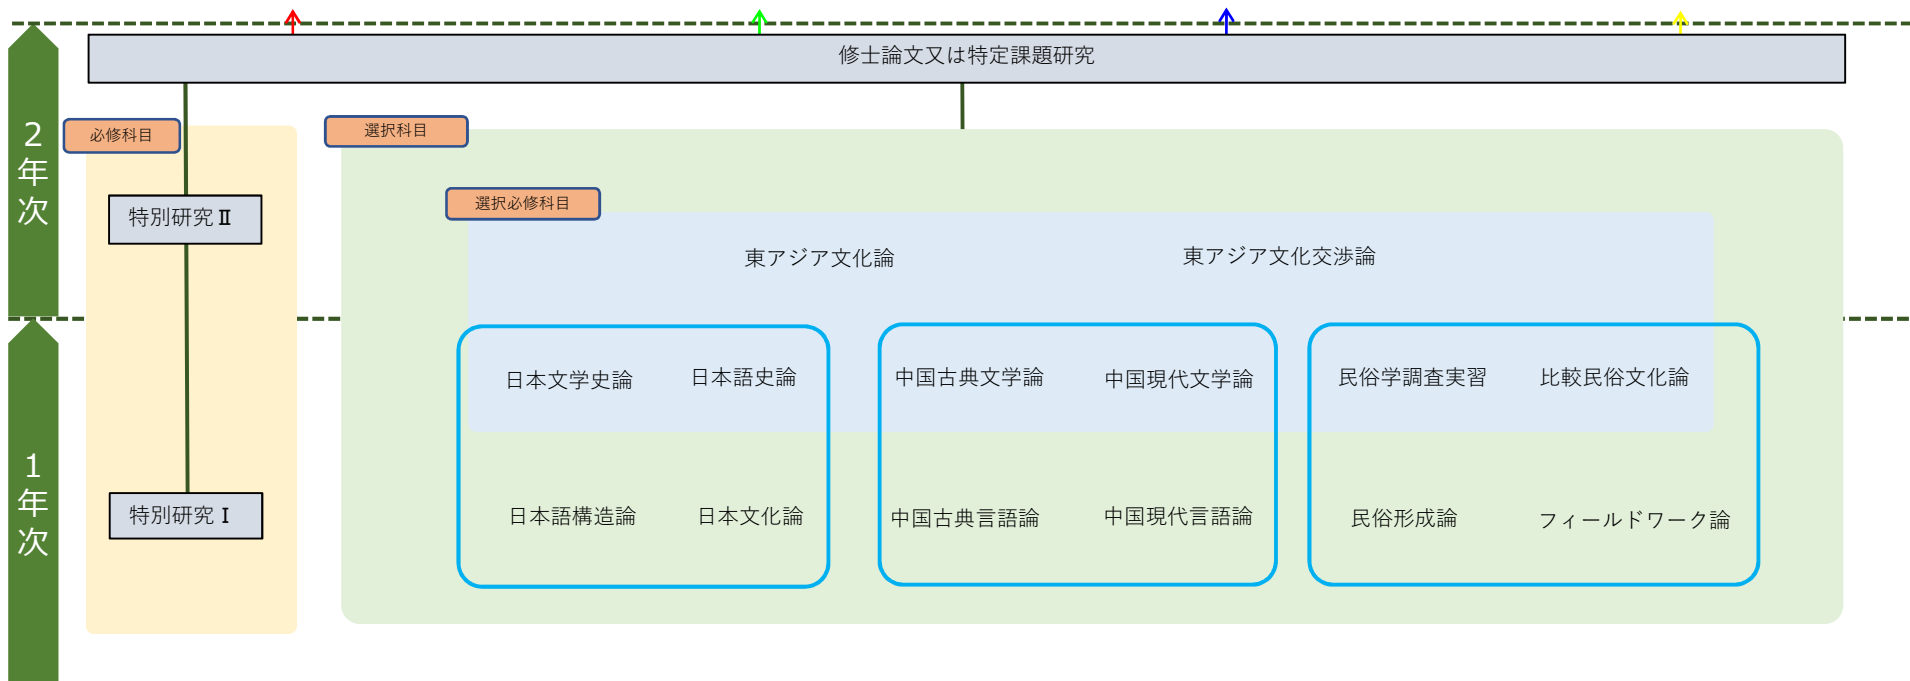 修士論文又は特定課題研究
2年次
必修科目
選択科目
選択必修科目
特別研究Ⅱ
東アジア文化論
東アジア文化交渉論
日本文学史論
日本語史論
中国古典文学論
中国現代文学論
民俗学調査実習
比較民俗文化論
1年次
特別研究Ⅰ
日本語構造論
日本文化論
中国古典言語論
中国現代言語論
民俗形成論
フィールドワーク論